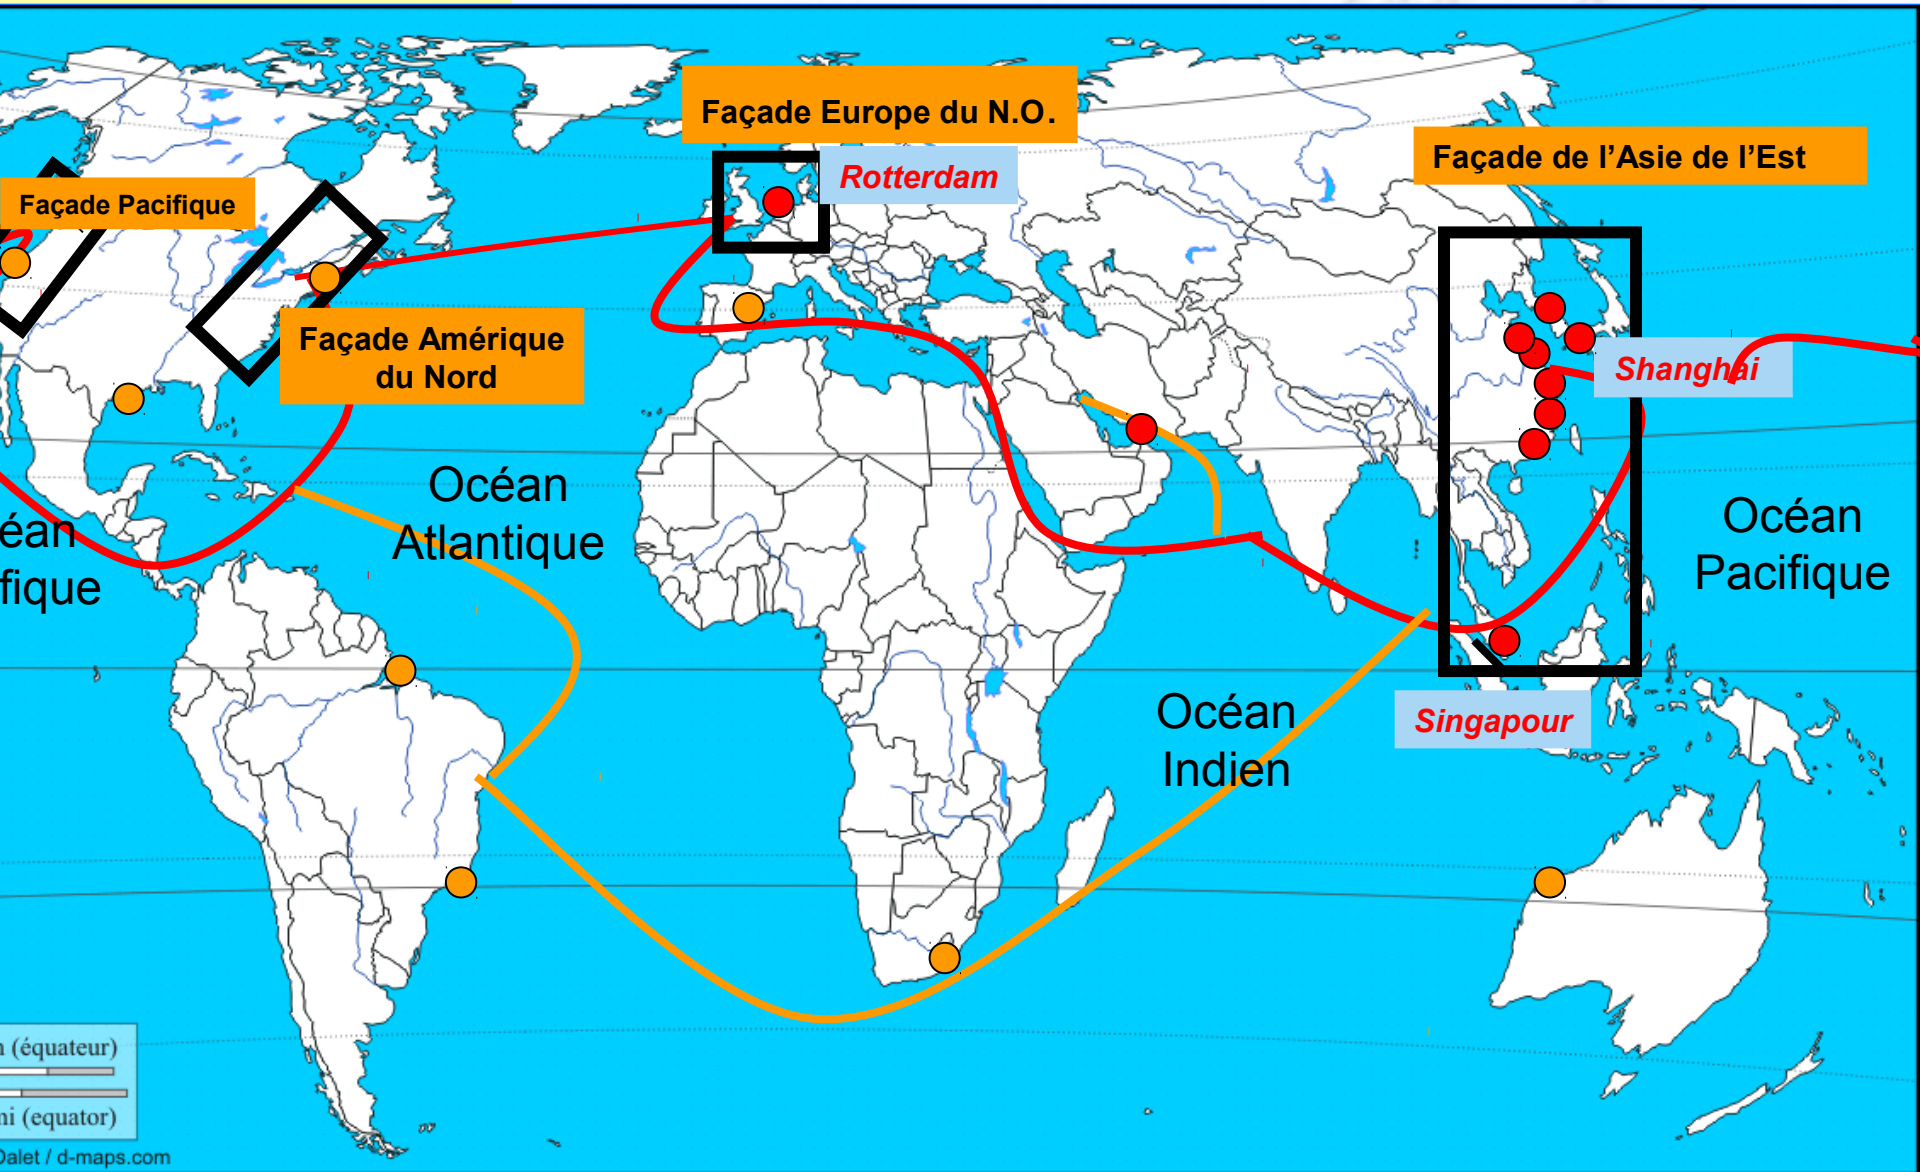 Façade Europe du N.O.
Rotterdam
Façade de l'Asie de l'Est
Façade Pacifique
Façade Amérique
du Nord
Shanghai
Océan
Atlantique
éan
fique
Océan
Pacifique
Océan
Indien
Singapour
(équateur)
(equator)
Dalet / d-maps.com